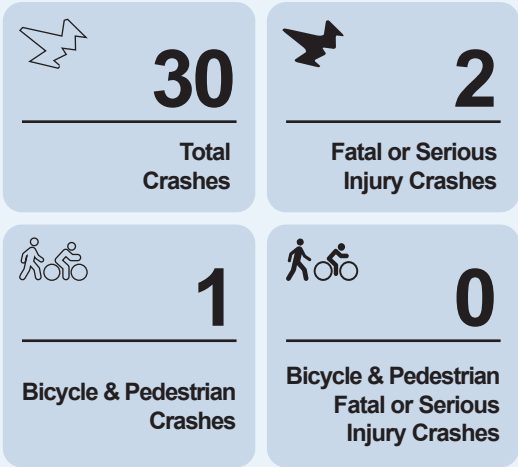 30
Total
Crashes
2
Fatal or Serious
Injury Crashes
1
Bicycle & Pedestrian
Crashes
0
Bicycle & Pedestrian
Fatal or Serious
Injury Crashes